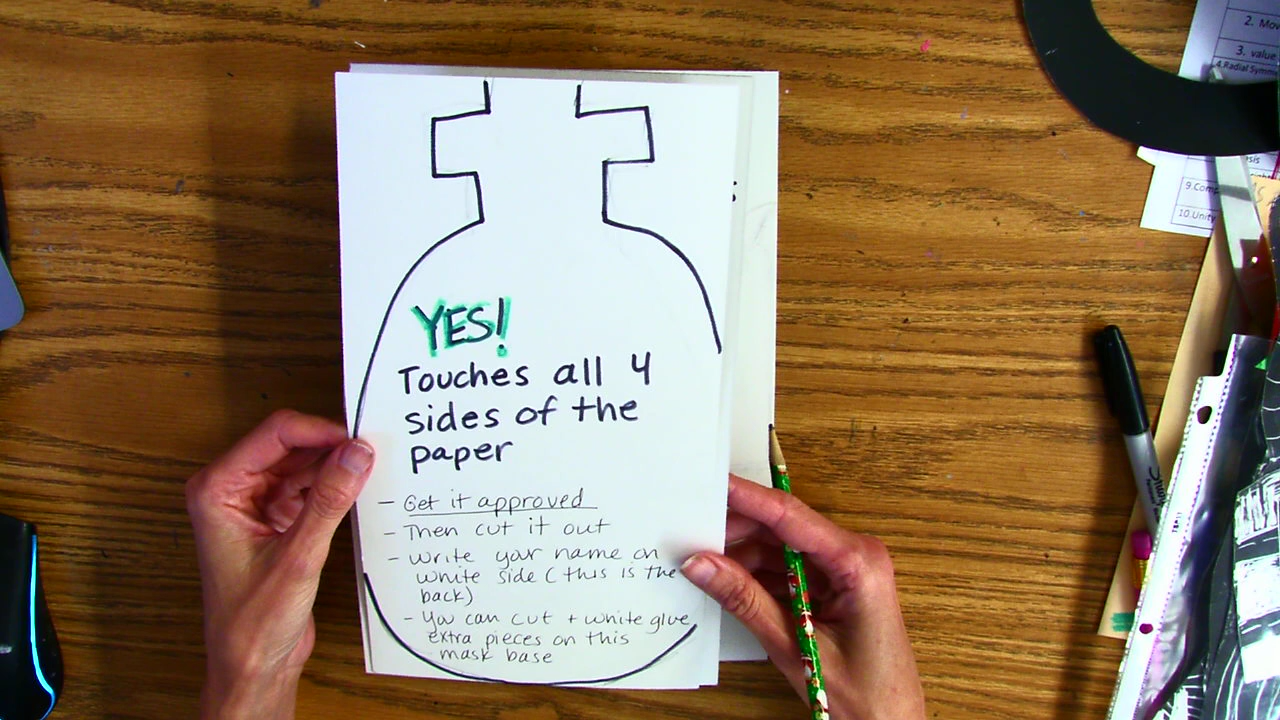 YES!
Touches all 4
sides of the
paper
- Get it approved
- Then cut it out
- Write your name on
white side (this is the
back)
- You can cut + white glue
extra pieces on this
mask base
2. Mov
3. value
4. Radial Symm
9. Comp
10. Unity
Sharpie